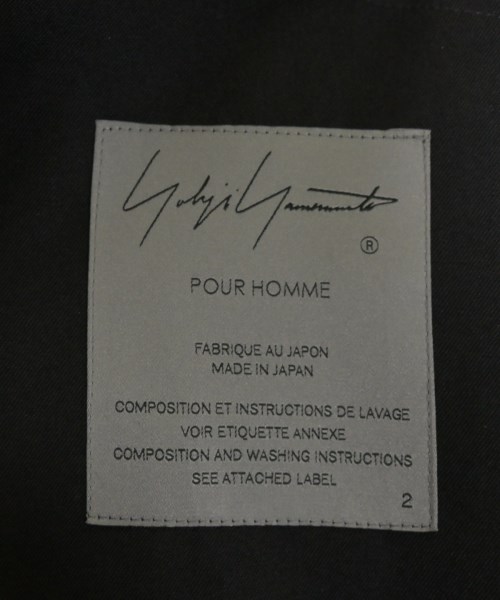 Yohji Yamamoto
®
POUR HOMME
FABRIQUE AU JAPON
MADE IN JAPAN
COMPOSITION ET INSTRUCTIONS DE LAVAGE
VOIR ETIQUETTE ANNEXE
COMPOSITION AND WASHING INSTRUCTIONS
SEE ATTACHED LABEL
2